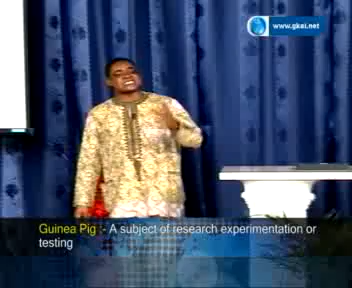 www.gkai.net
Guinea Pig :- A subject of research experimentation or
testing